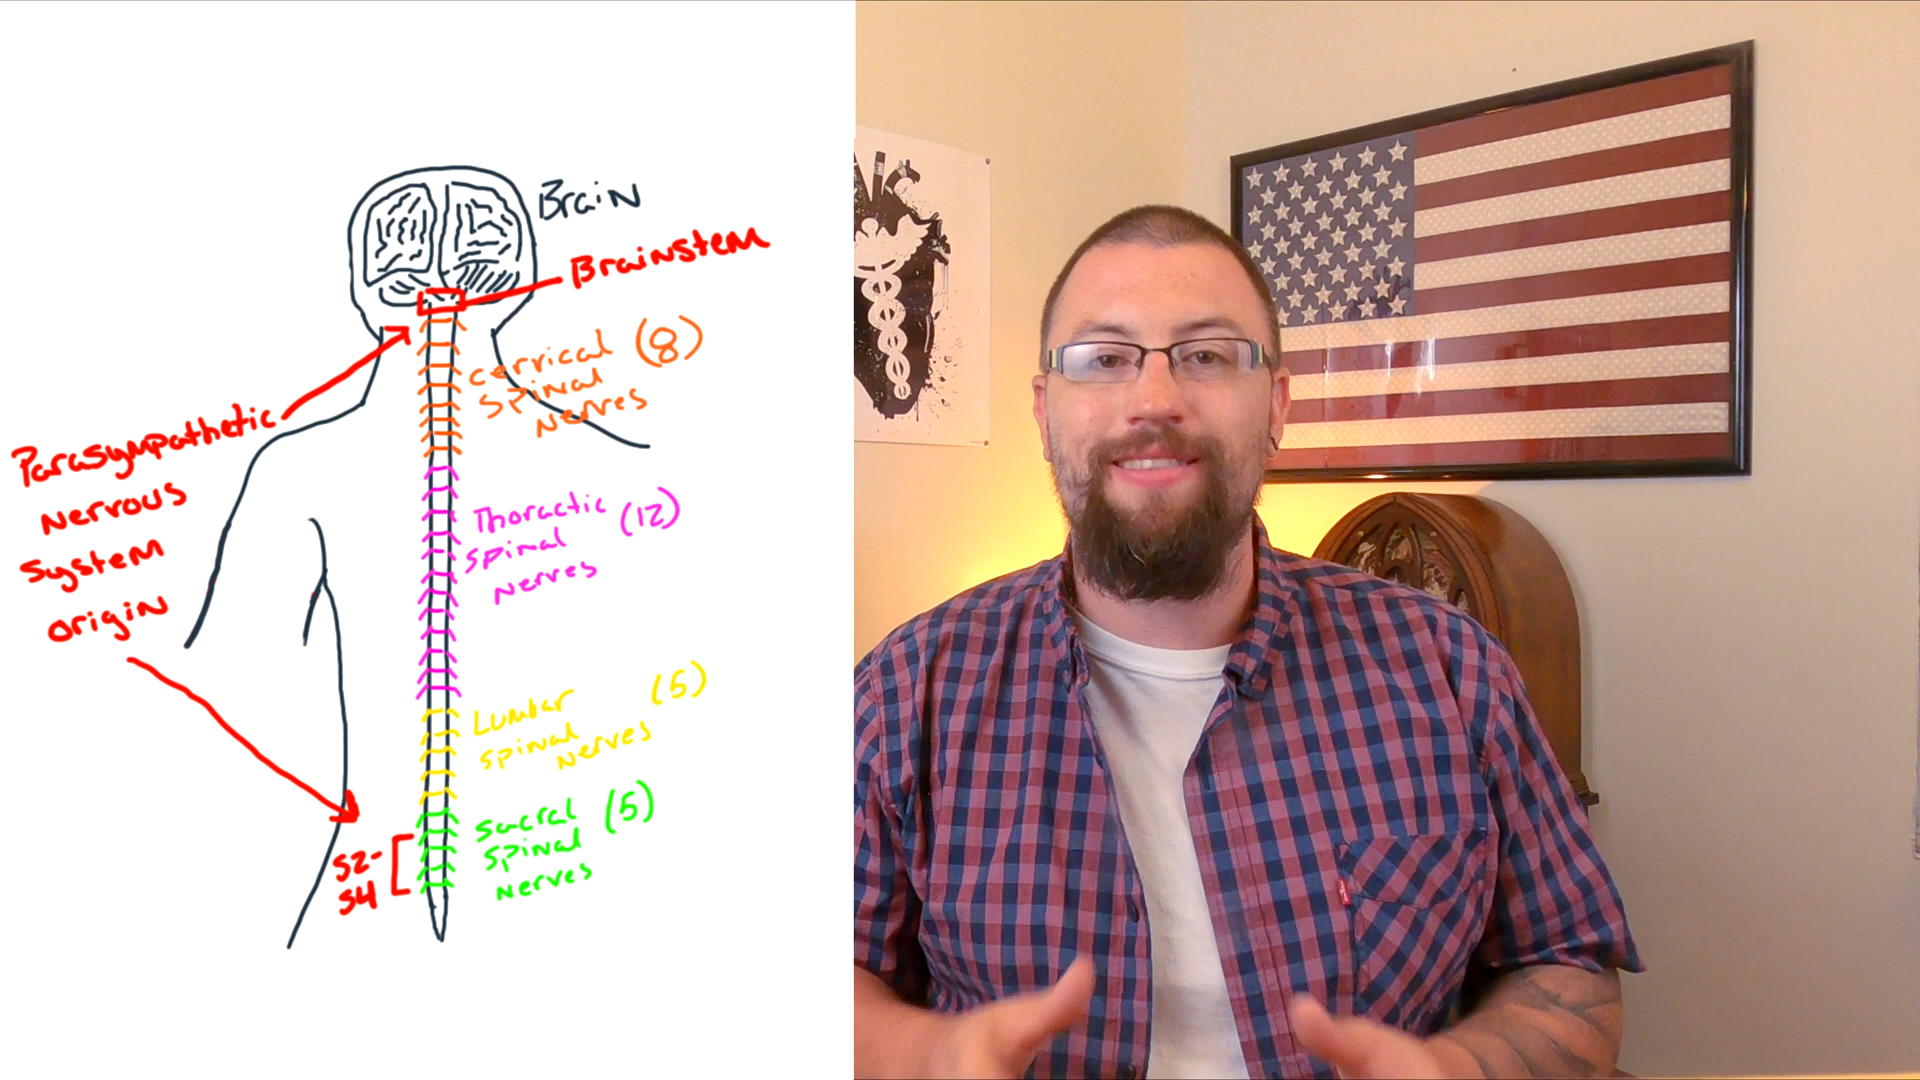 Brain
Brainstem
cervical (8)
spinal
nerves
Parasympathetic
nervous
system
origin
Thoractic (12)
spinal
nerves
Lumbar (5)
spinal
nerves
sacral (5)
spinal
nerves
S2-
S4